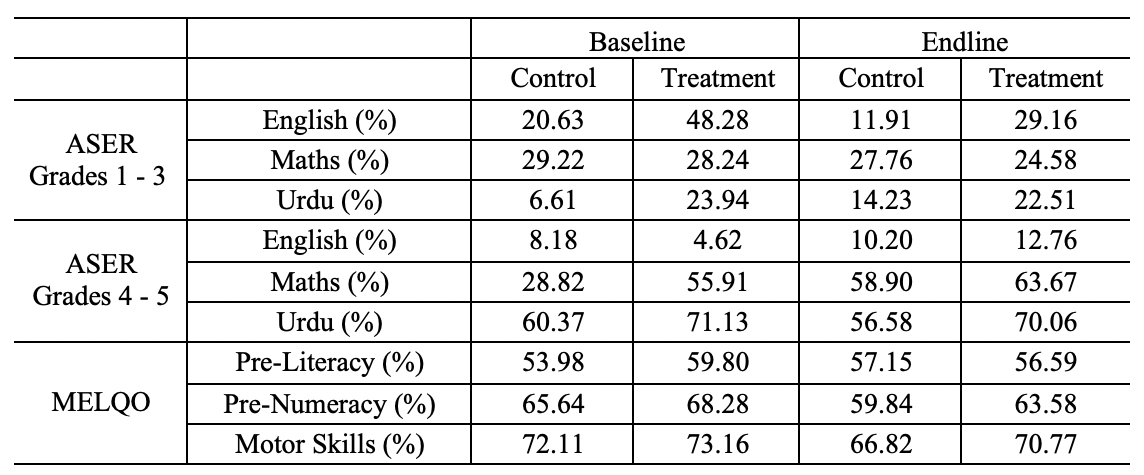 Baseline Endline
Control Treatment Control Treatment
ASER Grades 1 - 3 English (%) 20.63 48.28 11.91 29.16
Maths (%) 29.22 28.24 27.76 24.58
Urdu (%) 6.61 23.94 14.23 22.51
ASER Grades 4 - 5 English (%) 8.18 4.62 10.20 12.76
Maths (%) 28.82 55.91 58.90 63.67
Urdu (%) 60.37 71.13 56.58 70.06
MELQO Pre-Literacy (%) 53.98 59.80 57.15 56.59
Pre-Numeracy (%) 65.64 68.28 59.84 63.58
Motor Skills (%) 72.11 73.16 66.82 70.77